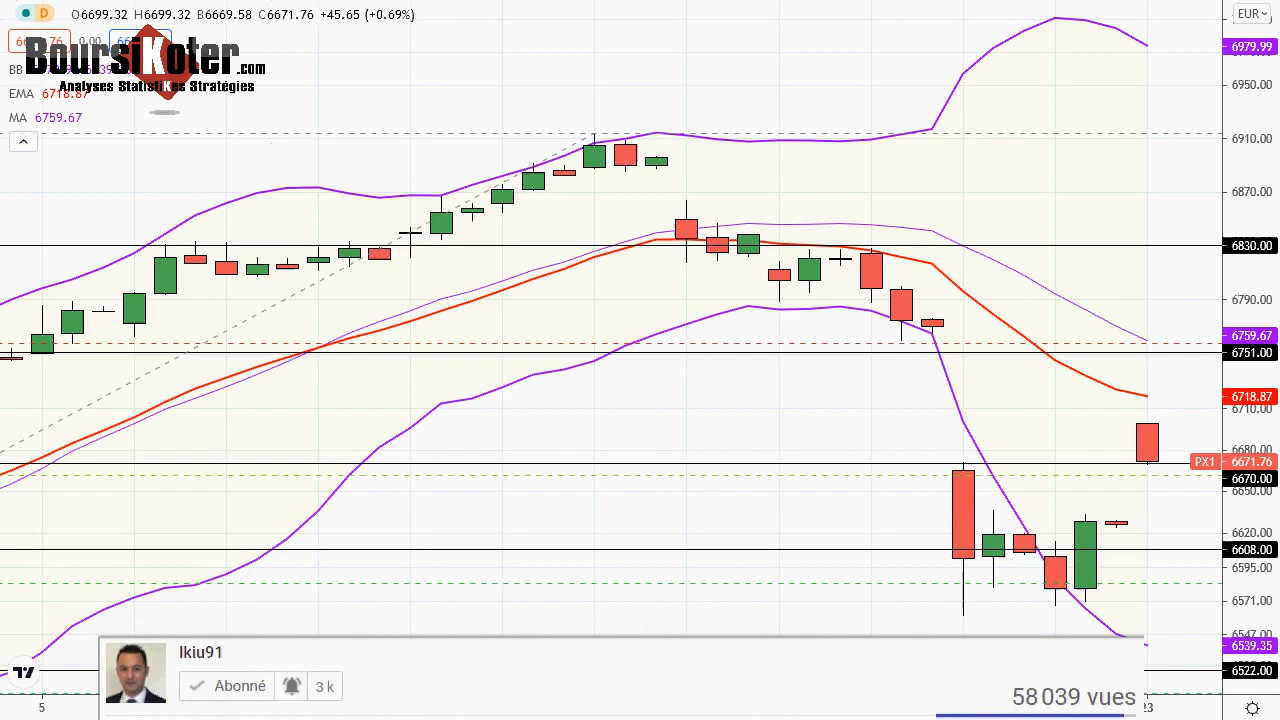 D O6699.32 H6699.32 B6669.58 C6671.76 +45.65 (+0.69%)
EUR
0.00
BoursiKoter.com
Analyses StatistiKes Stratégies
BB
EMA 6718.87
MA 6759.67
6979.99
6950.00
6910.00
6870.00
6830.00
6790.00
6759.67
6751.00
6718.87
6710.00
6680.00
PX1 6671.76
6670.00
6650.00
6620.00
6608.00
6595.00
6571.00
6547.00
6539.35
6522.00
Ikiu91
Abonné 3 k
58 039 vues
5 23